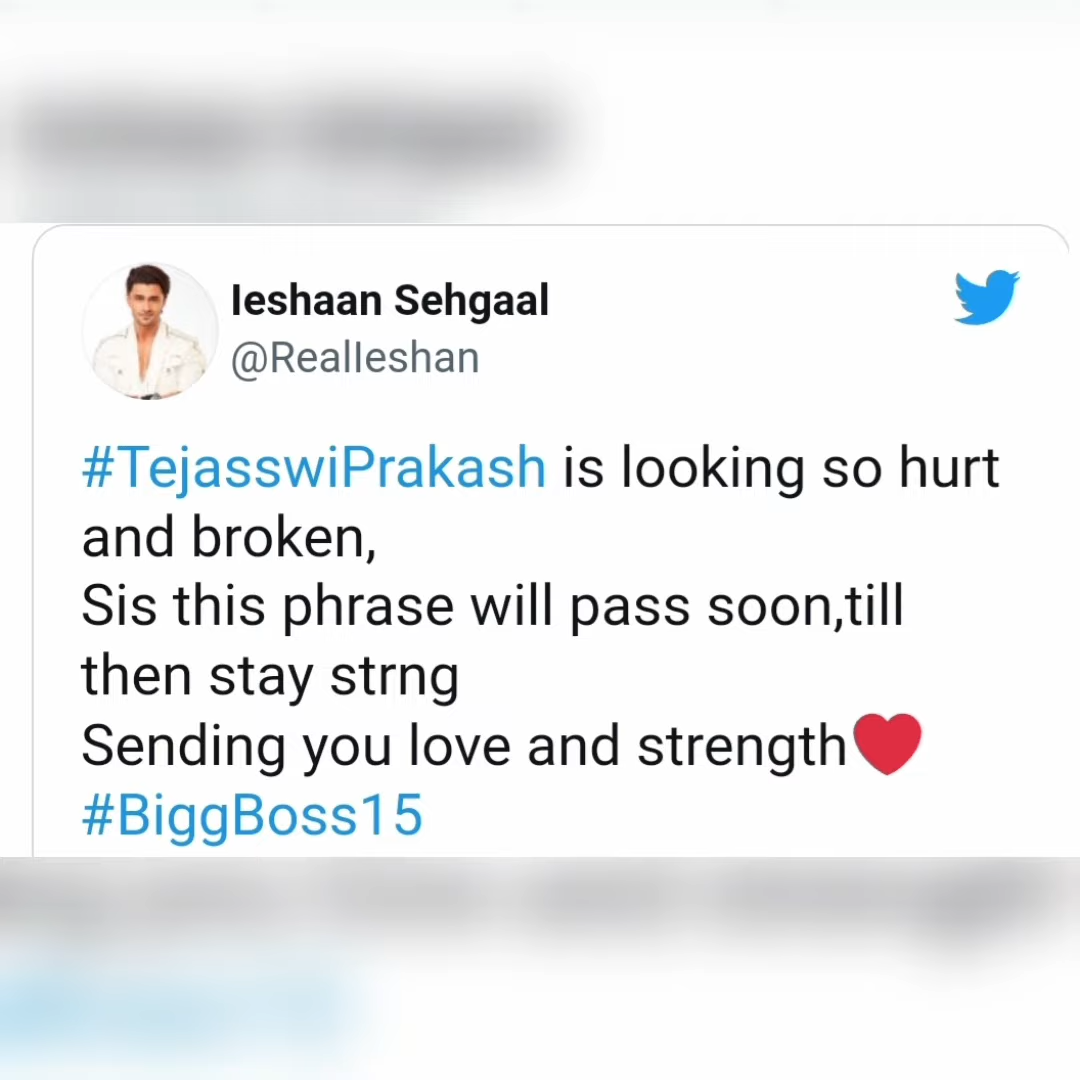 Ieshaan Sehgaal
@RealIeshan
#TejasswiPrakash is looking so hurt
and broken,
Sis this phrase will pass soon,till
then stay strng
Sending you love and strength❤️
#BiggBoss15